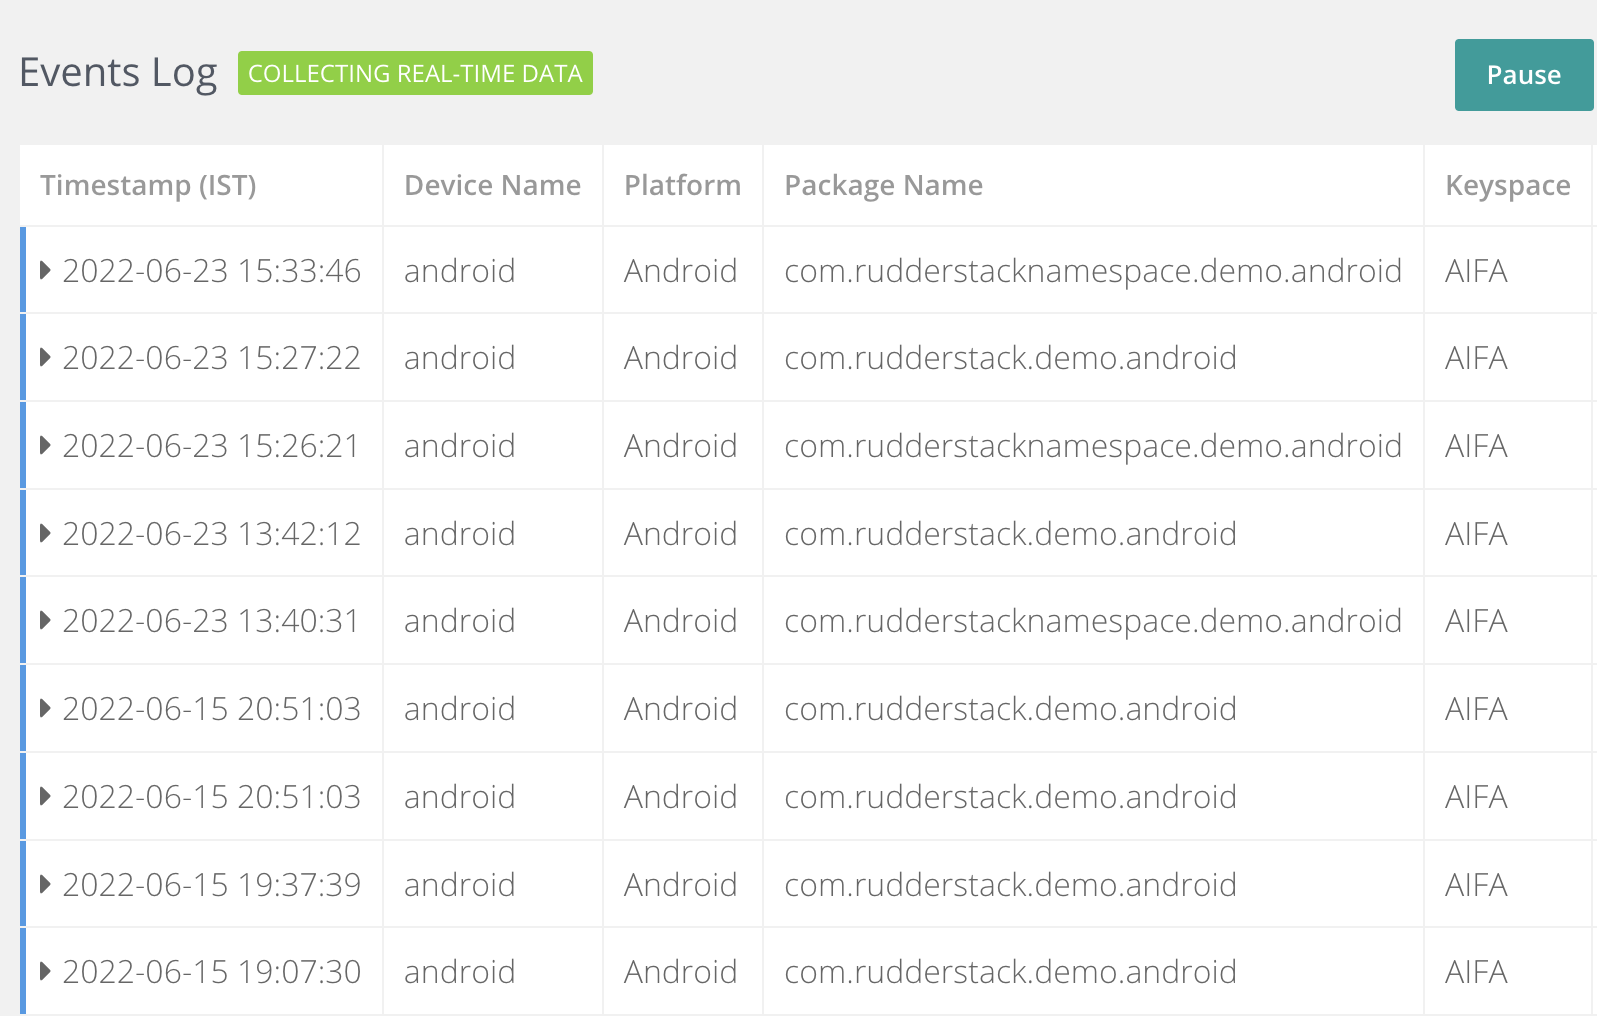 Events Log COLLECTING REAL-TIME DATA Pause
Timestamp (IST) Device Name Platform Package Name Keyspace
2022-06-23 15:33:46 android Android com.rudderstacknamespace.demo.android AIFA
2022-06-23 15:27:22 android Android com.rudderstack.demo.android AIFA
2022-06-23 15:26:21 android Android com.rudderstacknamespace.demo.android AIFA
2022-06-23 13:42:12 android Android com.rudderstack.demo.android AIFA
2022-06-23 13:40:31 android Android com.rudderstacknamespace.demo.android AIFA
2022-06-15 20:51:03 android Android com.rudderstack.demo.android AIFA
2022-06-15 20:51:03 android Android com.rudderstack.demo.android AIFA
2022-06-15 19:37:39 android Android com.rudderstack.demo.android AIFA
2022-06-15 19:07:30 android Android com.rudderstack.demo.android AIFA